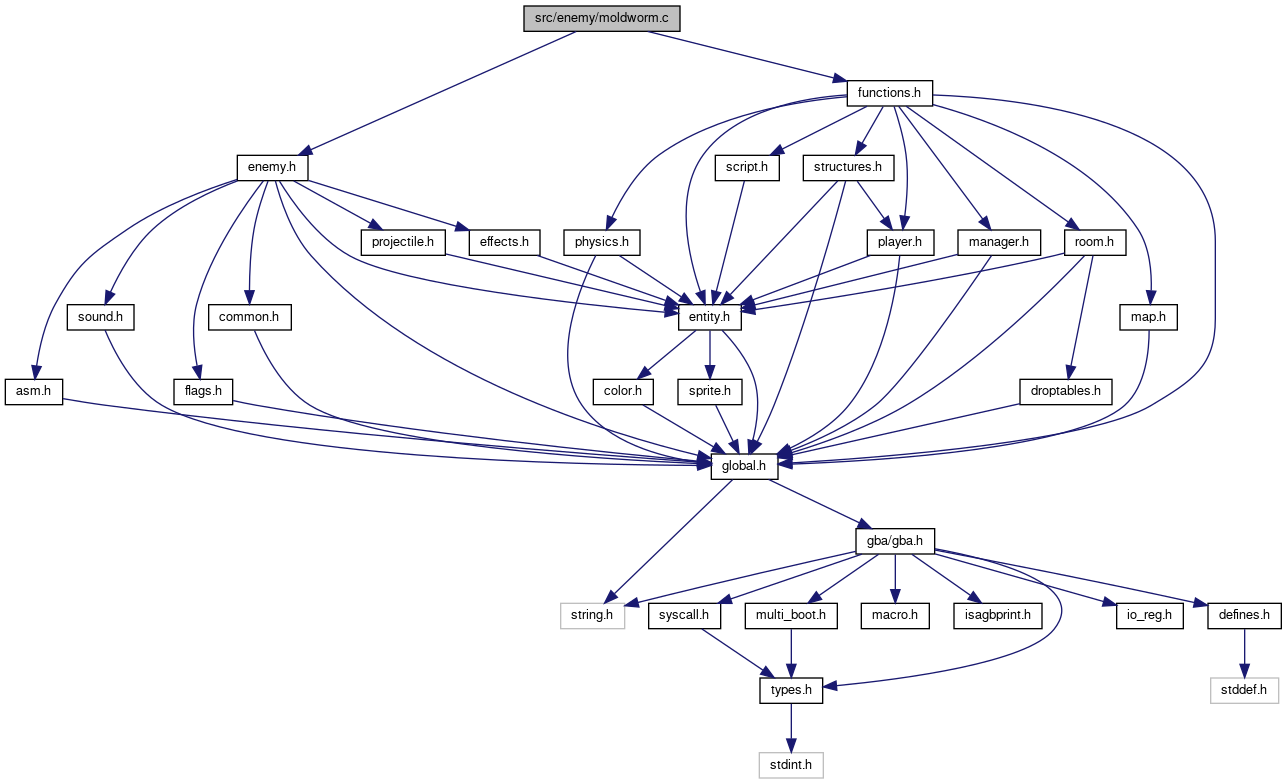 src/enemy/moldworm.c
functions.h
enemy.h
script.h
structures.h
projectile.h
effects.h
physics.h
player.h
manager.h
room.h
sound.h
common.h
entity.h
map.h
asm.h
flags.h
color.h
sprite.h
droptables.h
global.h
gba/gba.h
string.h
syscall.h
multi_boot.h
macro.h
isagbprint.h
io_reg.h
defines.h
types.h
stddef.h
stdint.h